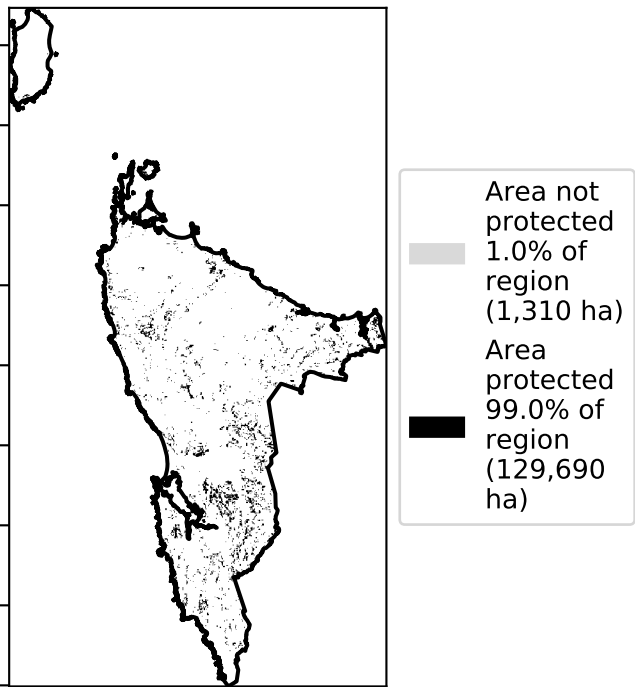 Area not
protected
1.0% of
region
(1,310 ha)
Area
protected
99.0% of
region
(129,690
ha)